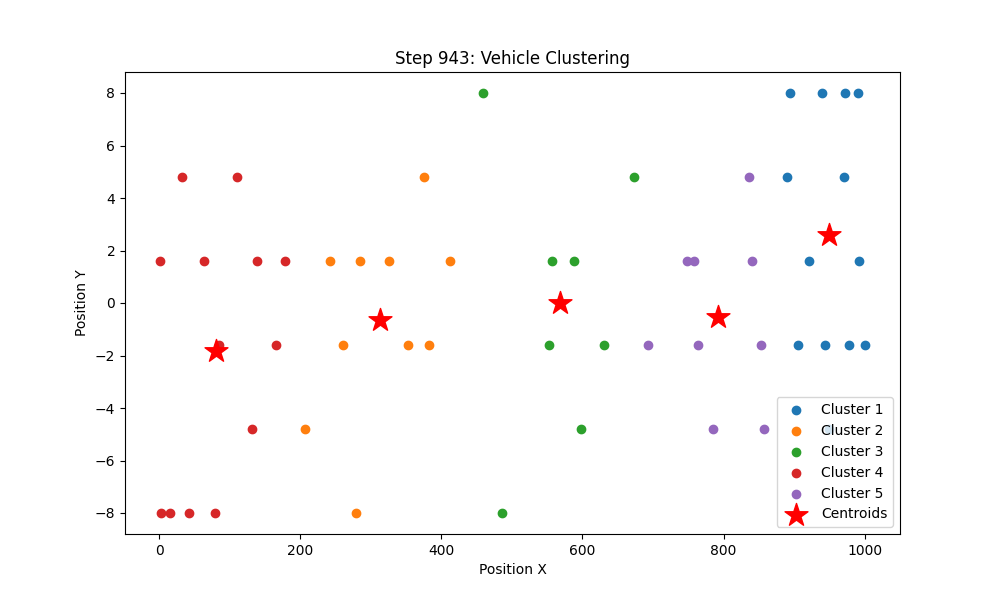 Step 943: Vehicle Clustering
Position Y
8
6
4
2
0
−2
−4
−6
−8
Cluster 1
Cluster 2
Cluster 3
Cluster 4
Cluster 5
Centroids
0 200 400 600 800 1000
Position X